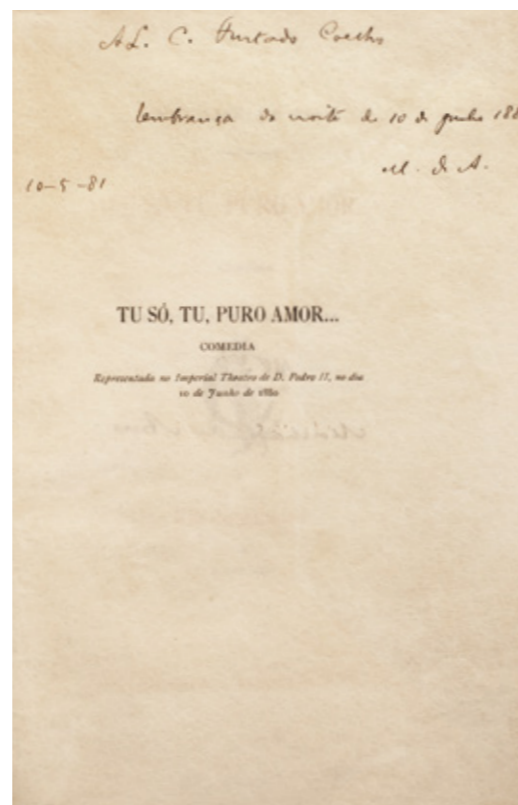 A L. C. Furtado Coelho
lembrança da noite de 10 de junho 188
M. de A.
10-5-81
TU SÓ, TU, PURO AMOR...
COMEDIA
Representada no Imperial Theatro de D. Pedro II, no dia
10 de Junho de 1880